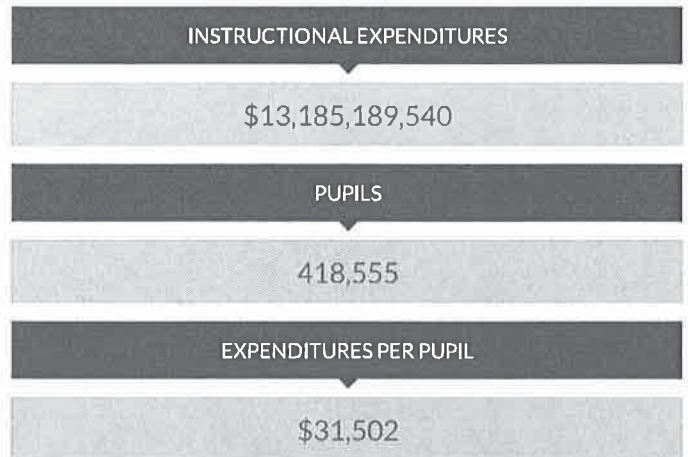 INSTRUCTIONAL EXPENDITURES
$13,185,189,540
PUPILS
418,555
EXPENDITURES PER PUPIL
$31,502